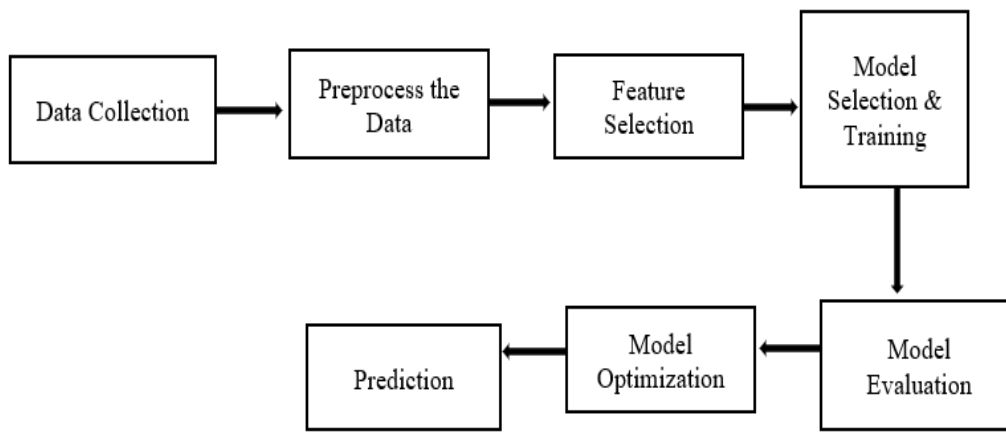 Data Collection
Preprocess the
Data
Feature
Selection
Model
Selection &
Training
Model
Evaluation
Model
Optimization
Prediction